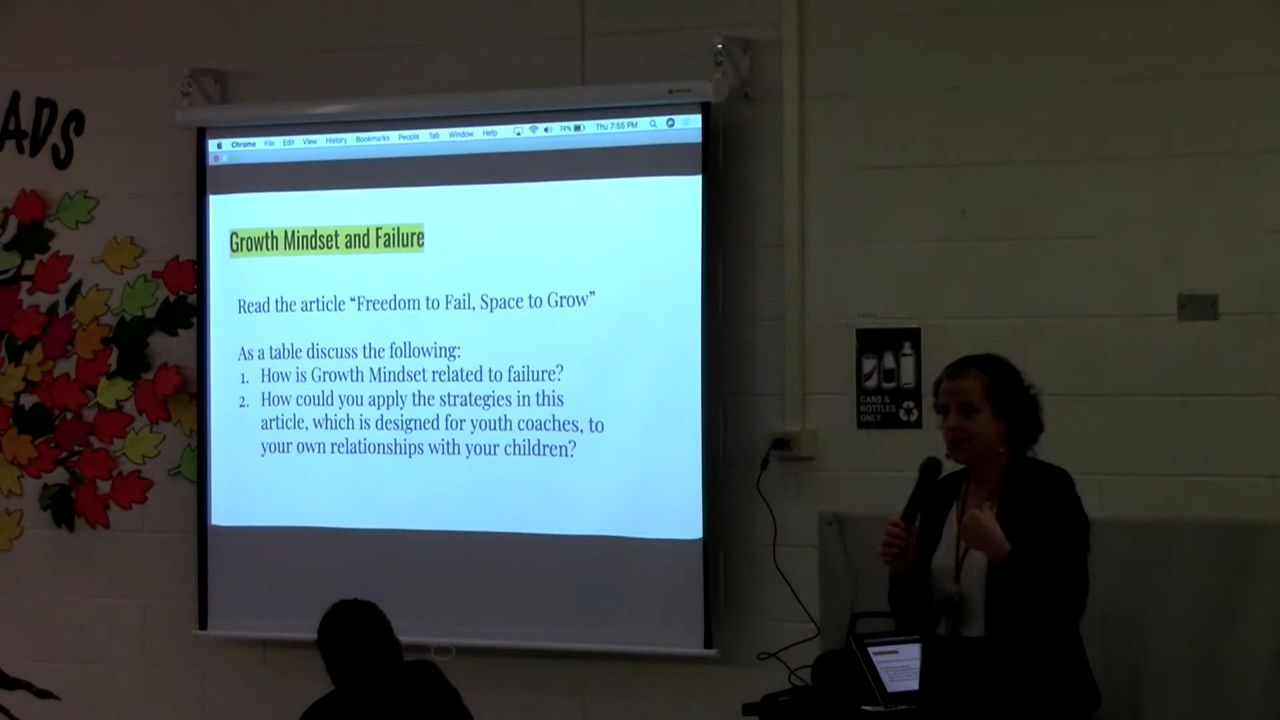 ADS
Chrome File Edit View History Bookmarks People Tab Window Help 74% Thu 7:55 PM
Growth Mindset and Failure
Read the article “Freedom to Fail, Space to Grow”
As a table discuss the following:
1. How is Growth Mindset related to failure?
2. How could you apply the strategies in this
article, which is designed for youth coaches, to
your own relationships with your children?
CANS &
BOTTLES
ONLY